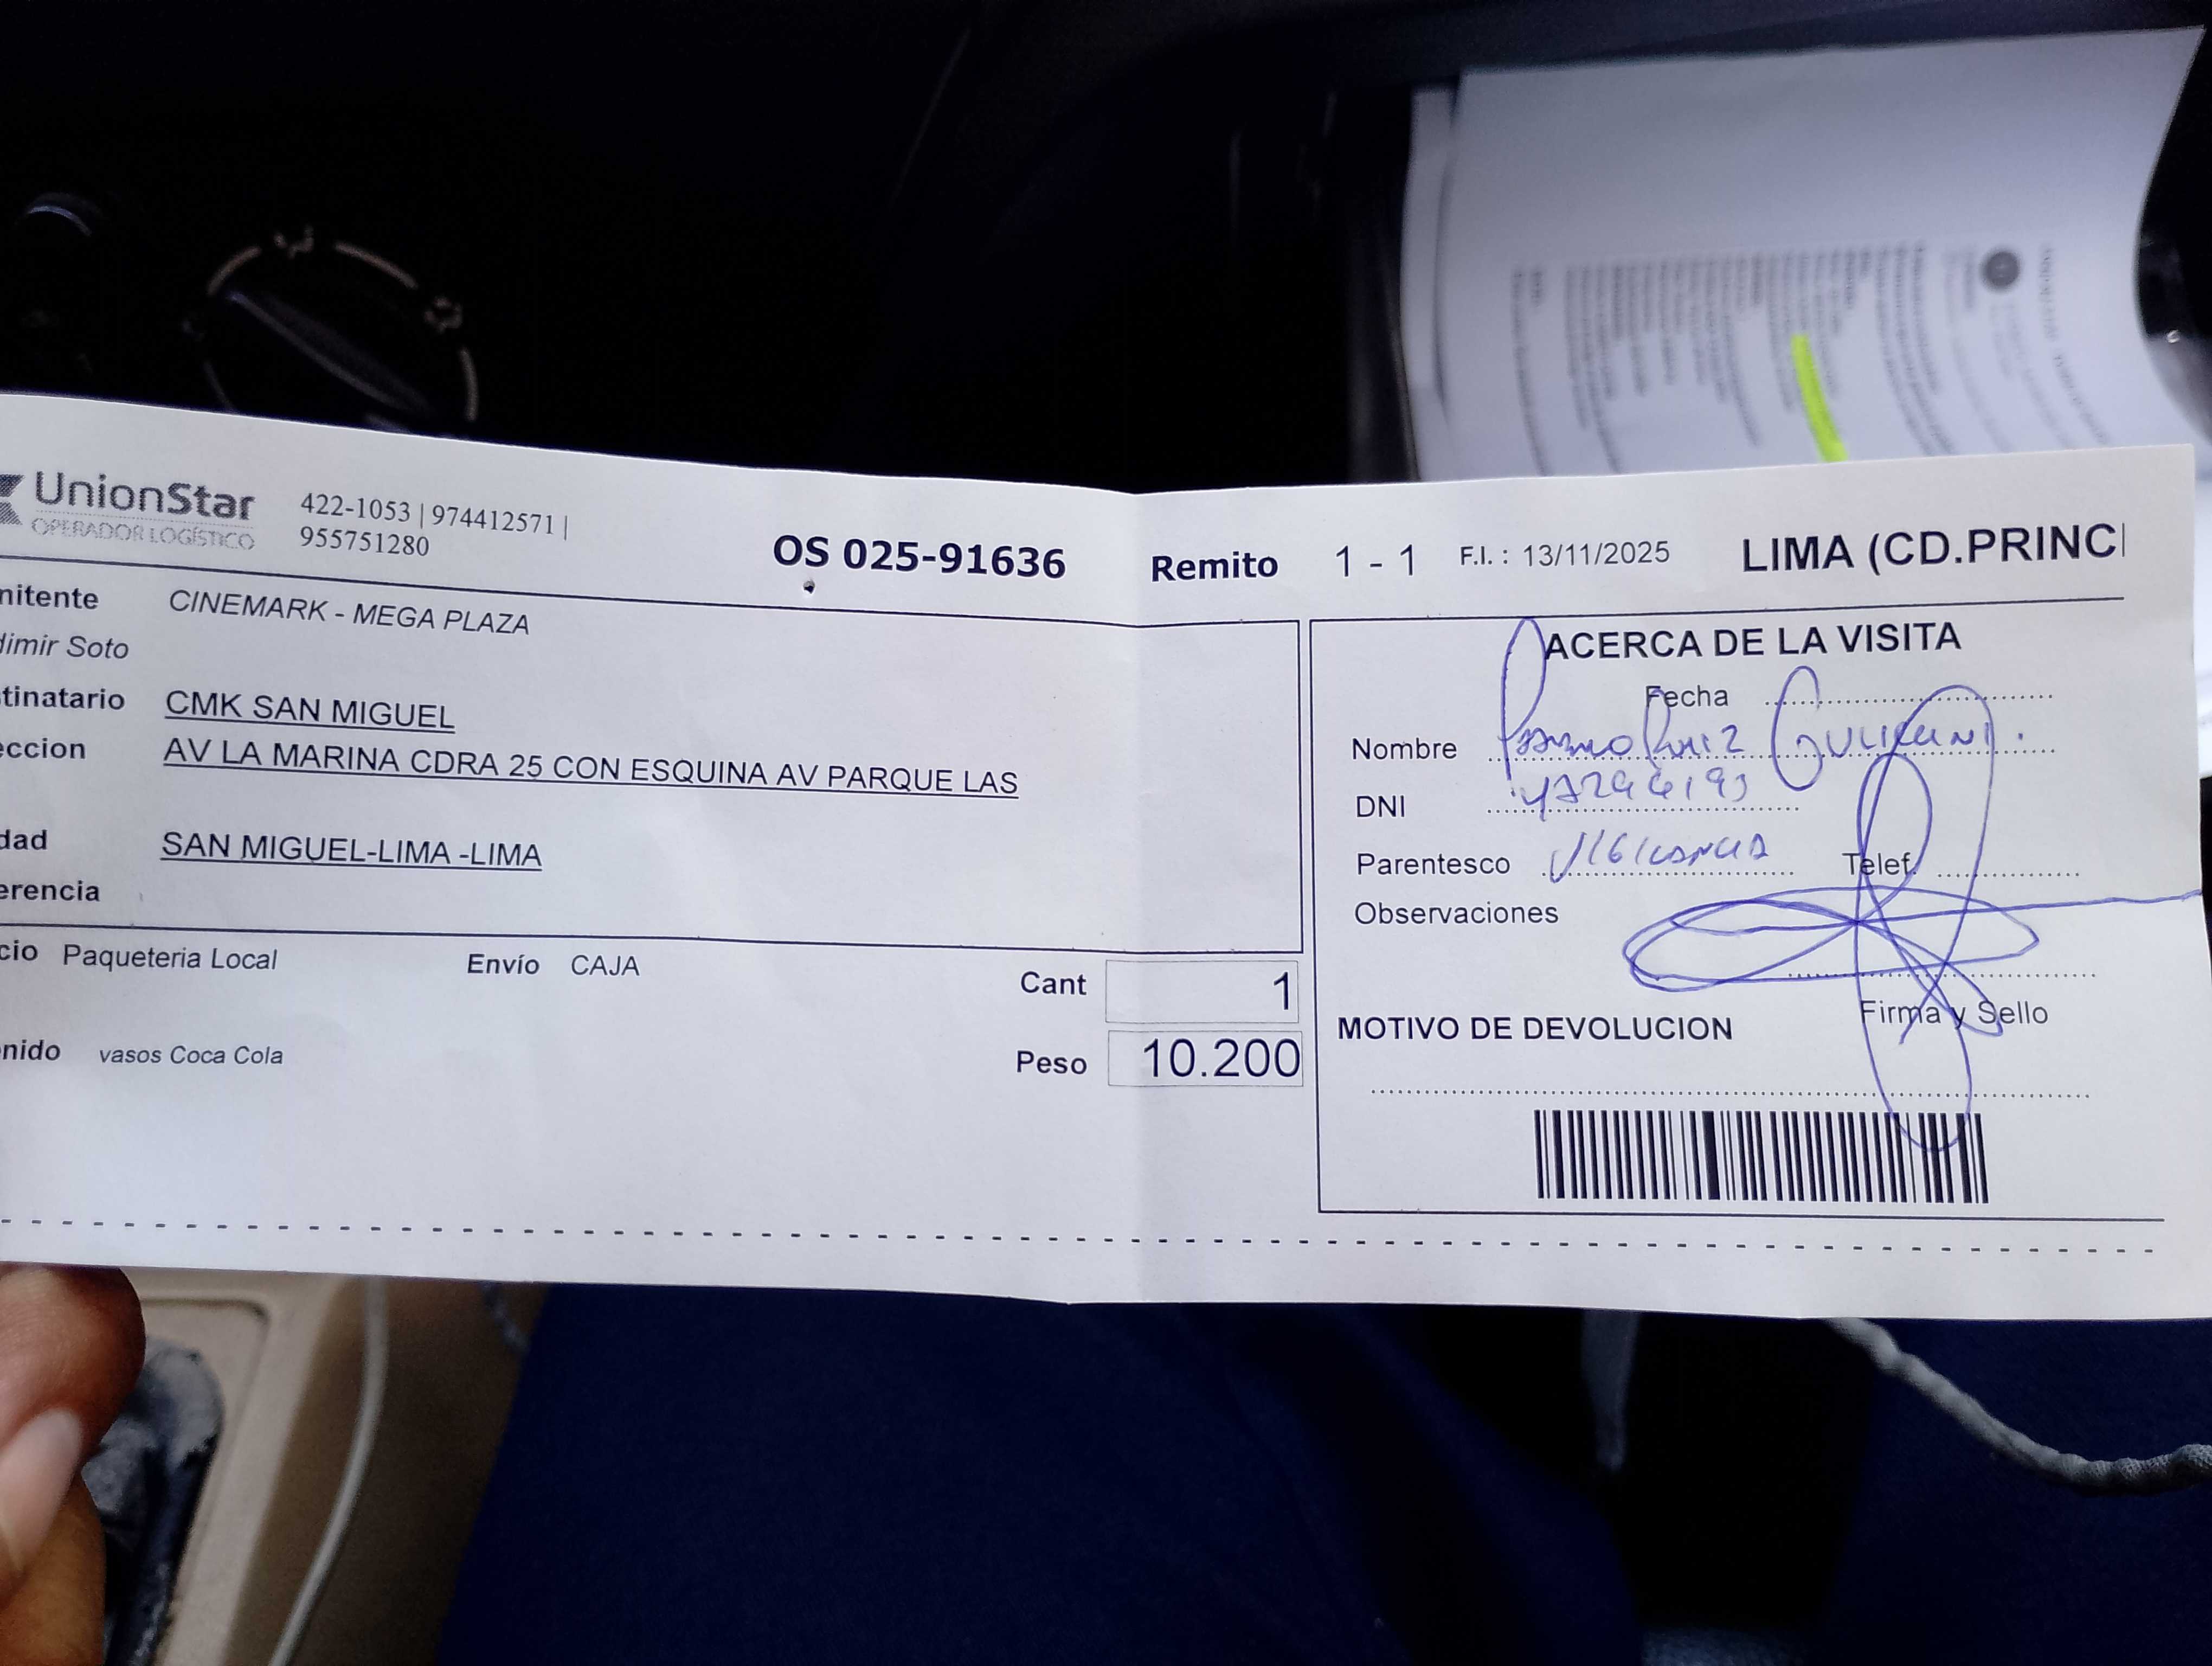 UnionStar
OPERADOR LOGÍSTICO
422-1053 | 974412571 |
955751280
OS 025-91636
Remito 1 - 1 F.I. : 13/11/2025 LIMA (CD.PRINC
nitente CINEMARK - MEGA PLAZA
limir Soto
tinatario CMK SAN MIGUEL
eccion AV LA MARINA CDRA 25 CON ESQUINA AV PARQUE LAS
dad SAN MIGUEL-LIMA -LIMA
erencia
cio Paqueteria Local Envío CAJA
Cant 1
nido vasos Coca Cola
Peso 10.200
ACERCA DE LA VISITA
Fecha
Nombre Ruiz
DNI
Parentesco VIGILANCIA Telef.
Observaciones
Firma y Sello
MOTIVO DE DEVOLUCION